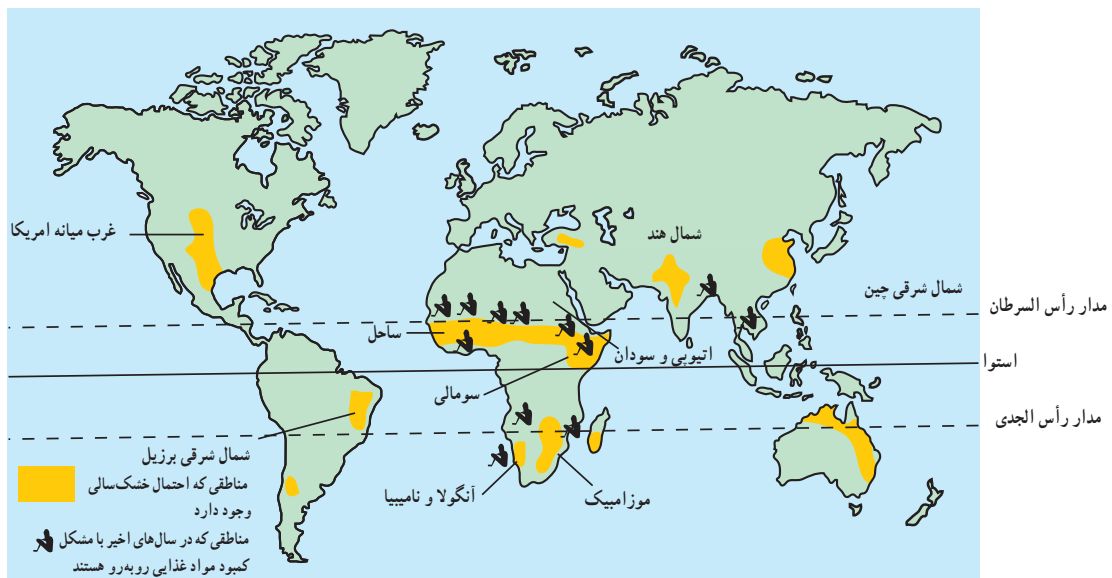 غرب میانه امریکا
شمال هند
شمال شرقی چین
مدار رأس السرطان
ساحل
اتیوپی و سودان
استوا
سومالی
مدار رأس الجدی
شمال شرقی برزیل
آنگولا و نامیبیا
موزامبیک
مناطقی که احتمال خشک‌سالی
وجود دارد
مناطقی که در سال‌های اخیر با مشکل
کمبود مواد غذایی روبه‌رو هستند